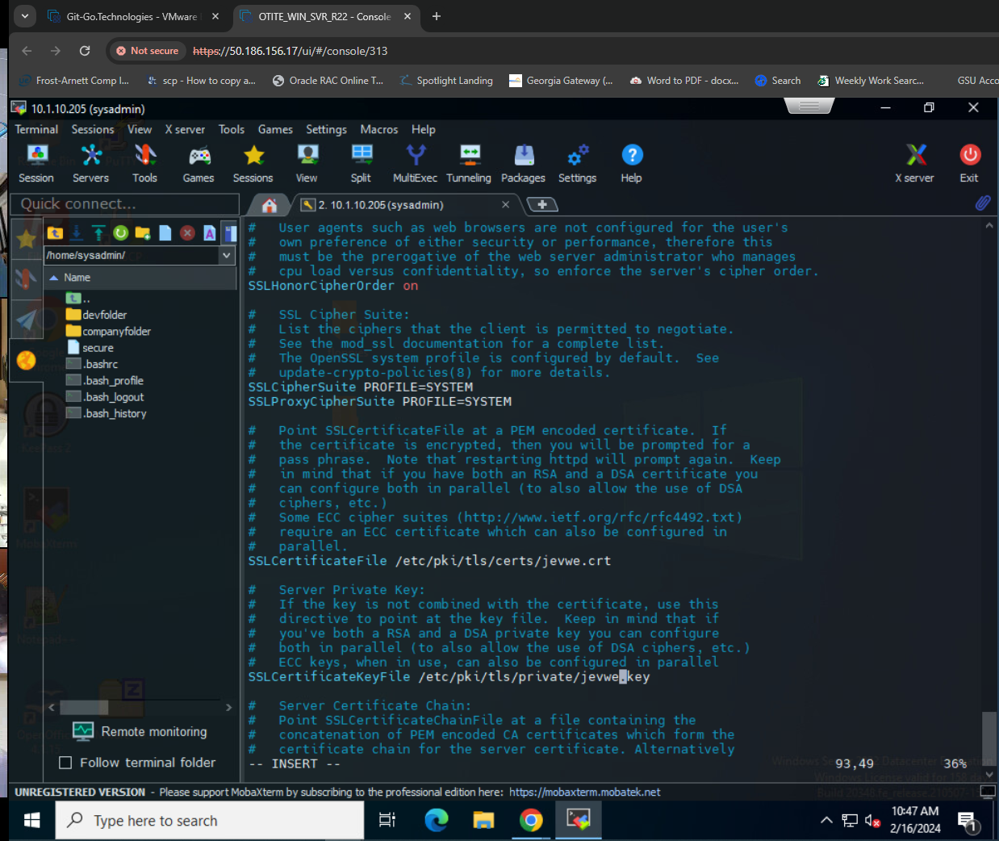 Git-Go.Technologies - VMware
OTITE_WIN_SVR_R22 - Console
Not secure https://50.186.156.17/ui/#/console/313
Frost-Arnett Comp I...
scp - How to copy a...
Oracle RAC Online T...
Spotlight Landing
Georgia Gateway (...
Word to PDF - docx...
Search
Weekly Work Searc...
GSU Acco
10.1.10.205 (sysadmin)
Terminal Sessions View X server Tools Games Settings Macros Help
Session Servers Tools Games Sessions View Split MultiExec Tunneling Packages Settings Help X server Exit
Quick connect...
2. 10.1.10.205 (sysadmin)
/home/sysadmin/
Name
..
devfolder
companyfolder
secure
.bashrc
.bash_profile
.bash_logout
.bash_history
Remote monitoring
Follow terminal folder
#   User agents such as web browsers are not configured for the user's
#   own preference of either security or performance, therefore this
#   must be the prerogative of the web server administrator who manages
#   cpu load versus confidentiality, so enforce the server's cipher order.
SSLHonorCipherOrder on
#   SSL Cipher Suite:
#   List the ciphers that the client is permitted to negotiate.
#   See the mod_ssl documentation for a complete list.
#   The OpenSSL system profile is configured by default.  See
#   update-crypto-policies(8) for more details.
SSLCipherSuite PROFILE=SYSTEM
SSLProxyCipherSuite PROFILE=SYSTEM
#   Point SSLCertificateFile at a PEM encoded certificate.  If
#   the certificate is encrypted, then you will be prompted for a
#   pass phrase.  Note that restarting httpd will prompt again.  Keep
#   in mind that if you have both an RSA and a DSA certificate you
#   can configure both in parallel (to also allow the use of DSA
#   ciphers, etc.)
#   Some ECC cipher suites (http://www.ietf.org/rfc/rfc4492.txt)
#   require an ECC certificate which can also be configured in
#   parallel.
SSLCertificateFile /etc/pki/tls/certs/jevwe.crt
#   Server Private Key:
#   If the key is not combined with the certificate, use this
#   directive to point at the key file.  Keep in mind that if
#   you've both a RSA and a DSA private key you can configure
#   both in parallel (to also allow the use of DSA ciphers, etc.)
#   ECC keys, when in use, can also be configured in parallel
SSLCertificateKeyFile /etc/pki/tls/private/jevwe.key
#   Server Certificate Chain:
#   Point SSLCertificateChainFile at a file containing the
#   concatenation of PEM encoded CA certificates which form the
#   certificate chain for the server certificate. Alternatively
-- INSERT -- 93,49 36%
UNREGISTERED VERSION - Please support MobaXterm by subscribing to the professional edition here: https://mobaxterm.mobatek.net
Type here to search
10:47 AM
2/16/2024
1